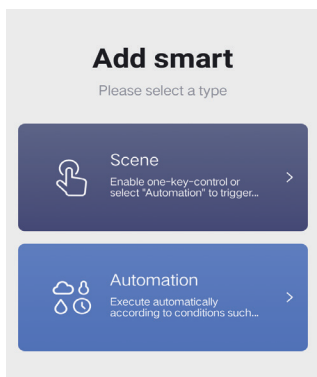 Add smart
Please select a type
Scene
Enable one-key-control or
select "Automation" to trigger...
Automation
Execute automatically
according to conditions such...